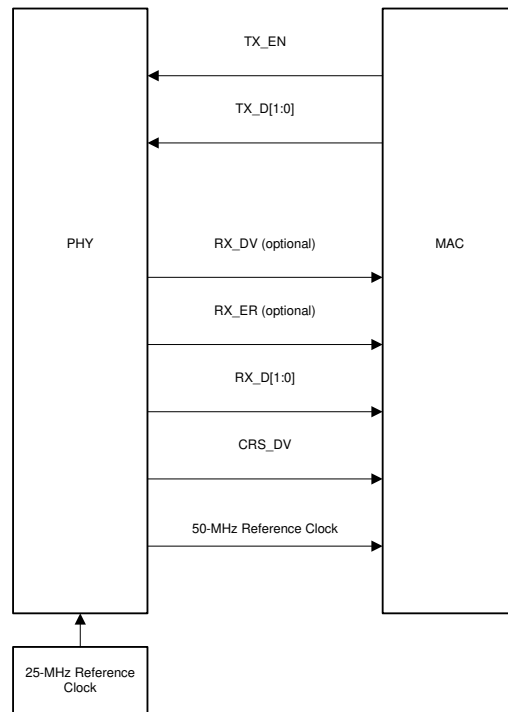 TX_EN
TX_D[1:0]
PHY
RX_DV (optional)
MAC
RX_ER (optional)
RX_D[1:0]
CRS_DV
50-MHz Reference Clock
25-MHz Reference
Clock